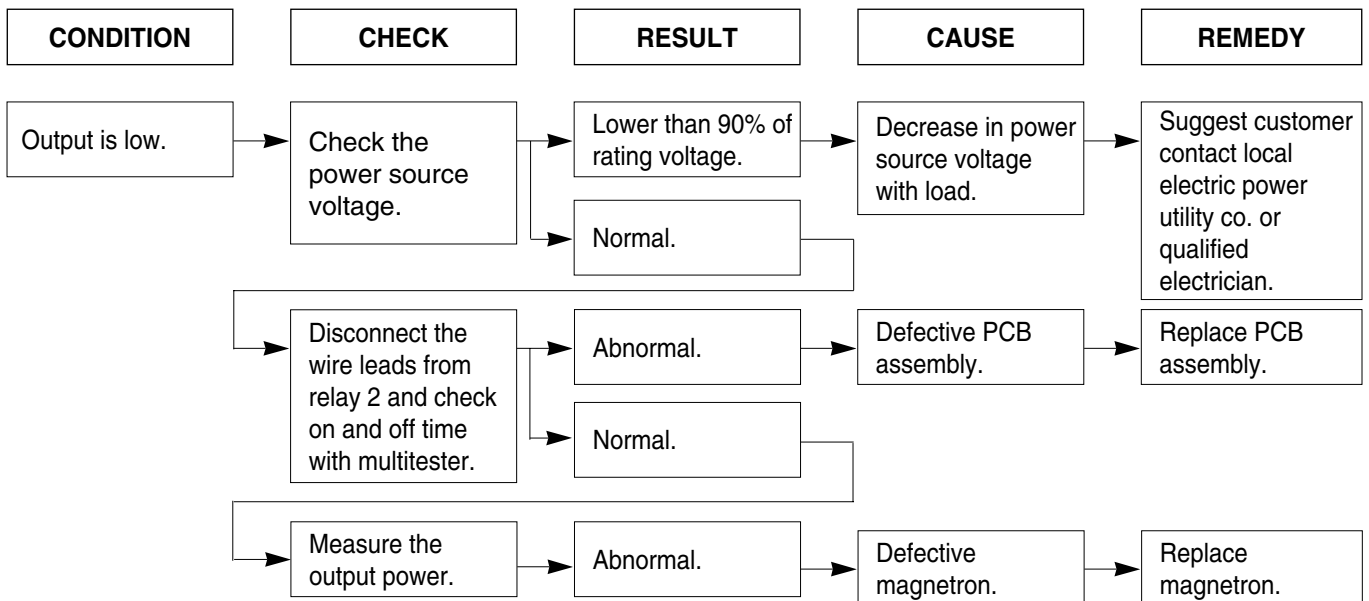 CONDITION
CHECK
RESULT
CAUSE
REMEDY
Output is low.
Check the
power source
voltage.
Lower than 90% of
rating voltage.
Decrease in power
source voltage
with load.
Suggest customer
contact local
electric power
utility co. or
qualified
electrician.
Normal.
Disconnect the
wire leads from
relay 2 and check
on and off time
with multitester.
Abnormal.
Defective PCB
assembly.
Replace PCB
assembly.
Normal.
Measure the
output power.
Abnormal.
Defective
magnetron.
Replace
magnetron.